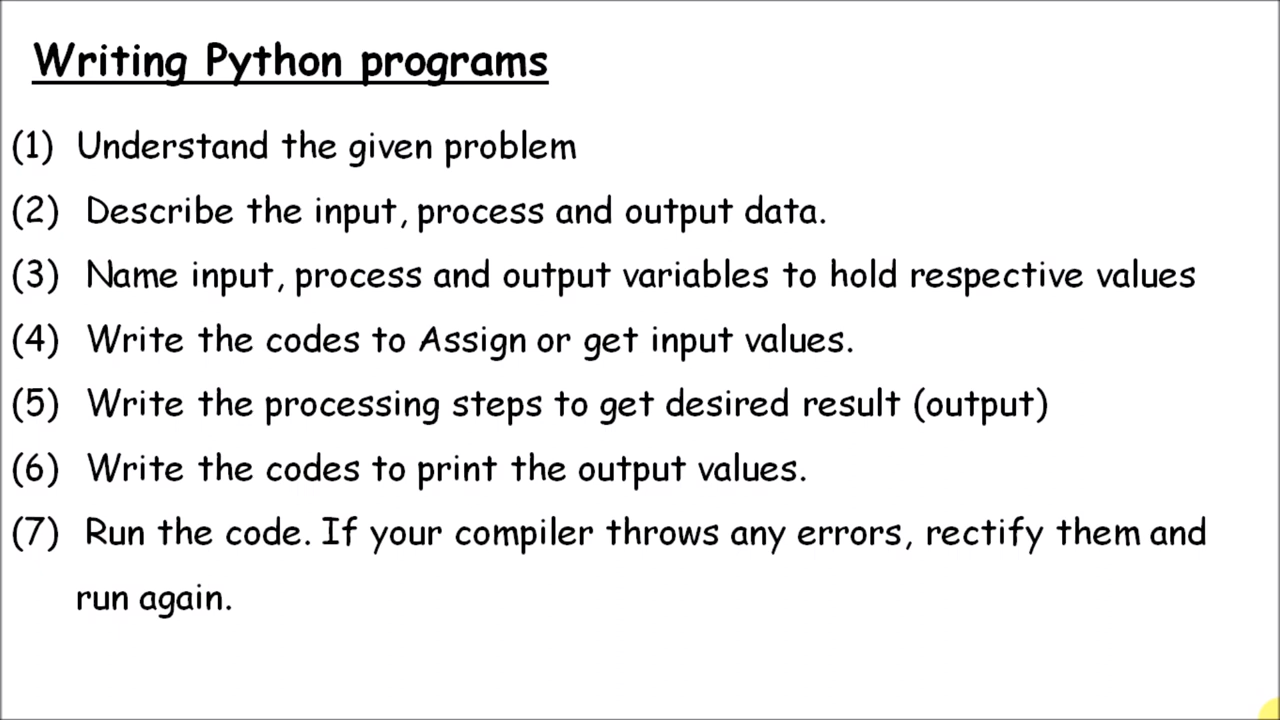 Writing Python programs
(1) Understand the given problem
(2) Describe the input, process and output data.
(3) Name input, process and output variables to hold respective values
(4) Write the codes to Assign or get input values.
(5) Write the processing steps to get desired result (output)
(6) Write the codes to print the output values.
(7) Run the code. If your compiler throws any errors, rectify them and
run again.